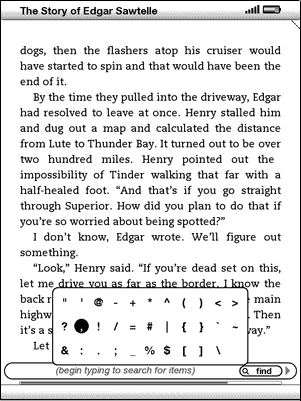 The Story of Edgar Sawtelle
dogs, then the flashers atop his cruiser would
have started to spin and that would have been the
end of it.
By the time they pulled into the driveway, Edgar
had resolved to leave at once. Henry stalled him
and dug out a map and calculated the distance
from Lute to Thunder Bay. It turned out to be over
two hundred miles. Henry pointed out the
impossibility of Tinder walking that far with a
half-healed foot. “And that’s if you go straight
through Superior. How did you plan to do that if
you’re so worried about being spotted?”
I don’t know, Edgar wrote. We’ll figure out
something.
“Look,” Henry said. “If you’re dead set on this,
let me drive you as far as the border. I know the
back r
e main
highw
. Then
it’s a s
way.”
Let
" ' @ - + * ^ ( ) < >
? , ! / = # | { } ` ~
& : . ; _ % $ [ ] \
(begin typing to search for items)
find